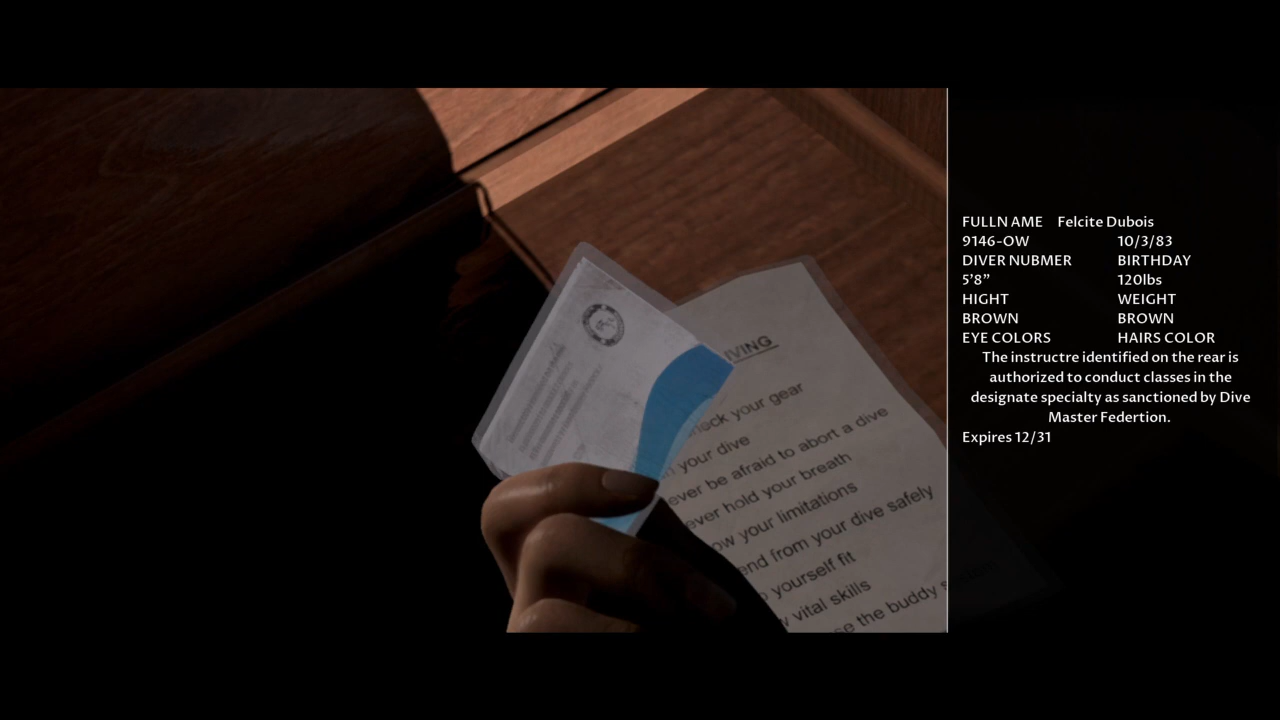 IVING
heck your gear
your dive
ever be afraid to abort a dive
ever hold your breath
ow your limitations
end from your dive safely
yourself fit
vital skills
se the buddy
FULLN AME Felcite Dubois
9146-OW 10/3/83
DIVER NUBMER BIRTHDAY
5’8” 120lbs
HIGHT WEIGHT
BROWN BROWN
EYE COLORS HAIRS COLOR
The instructre identified on the rear is
authorized to conduct classes in the
designate specialty as sanctioned by Dive
Master Federtion.
Expires 12/31